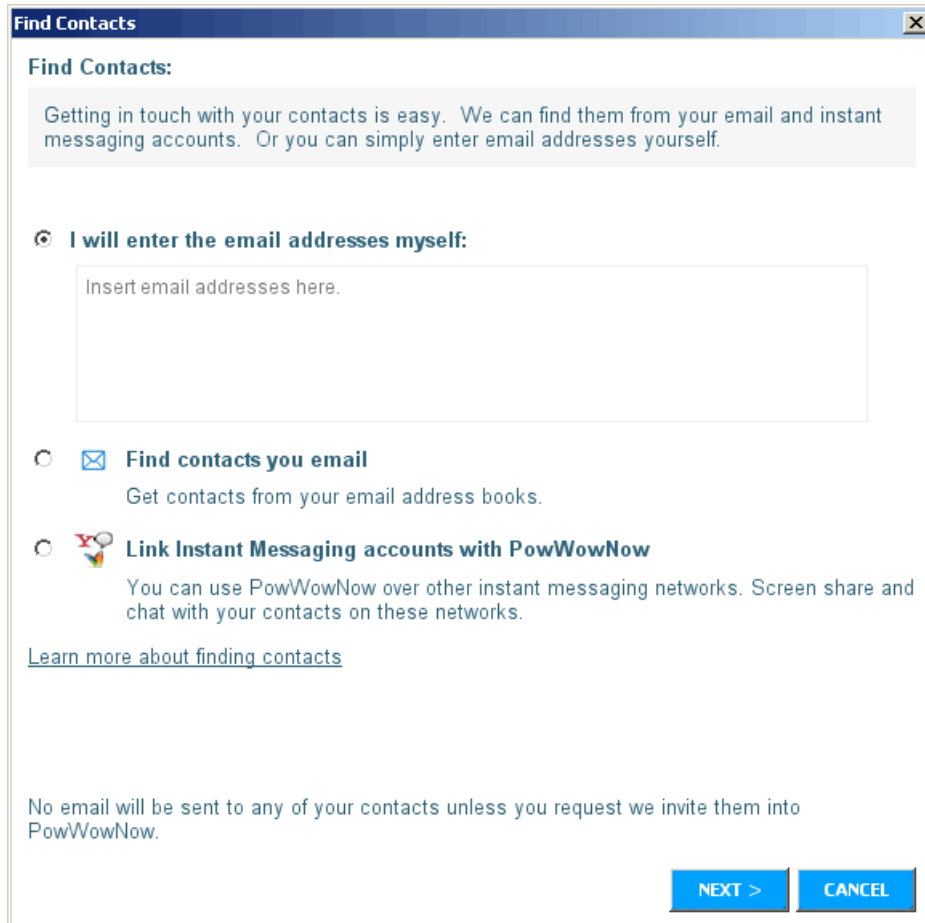 Find Contacts
Find Contacts:
Getting in touch with your contacts is easy.  We can find them from your email and instant
messaging accounts.  Or you can simply enter email addresses yourself.
I will enter the email addresses myself:
Insert email addresses here.
Find contacts you email
Get contacts from your email address books.
Link Instant Messaging accounts with PowWowNow
You can use PowWowNow over other instant messaging networks. Screen share and
chat with your contacts on these networks.
Learn more about finding contacts
No email will be sent to any of your contacts unless you request we invite them into
PowWowNow.
NEXT > CANCEL